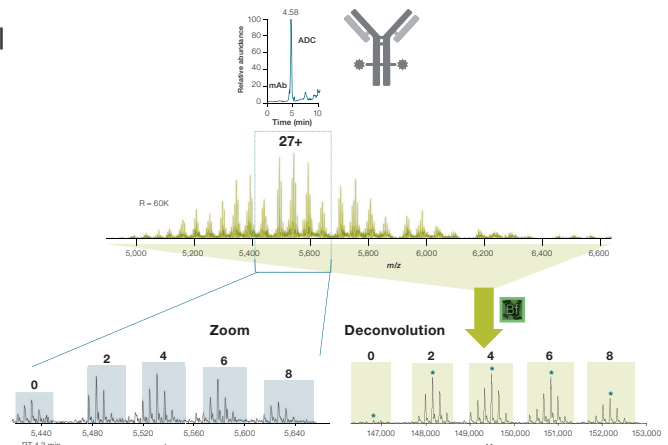 4.58
100
80
60
40
20
0
Relative abundance
ADC
mAb
0 5 10
Time (min)
27+
R = 60K
5,000 5,200 5,400 5,600 5,800 6,000 6,200 6,400 6,600
m/z
Bf
Zoom
Deconvolution
0 2 4 6 8
0 2 4 6 8
5,440 5,480 5,520 5,560 5,600 5,640
147,000 148,000 149,000 150,000 151,000 152,000 153,000